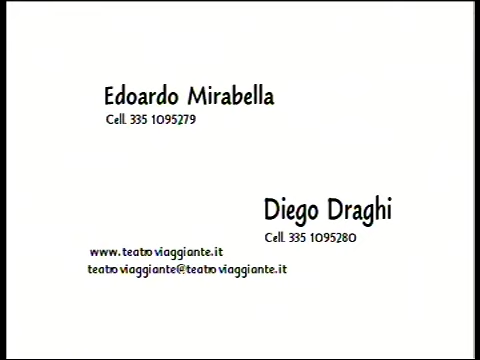 Edoardo Mirabella
Cell. 335 1095279
Diego Draghi
Cell. 335 1095280
www.teatroviaggiante.it
teatroviaggiante@teatroviaggiante.it